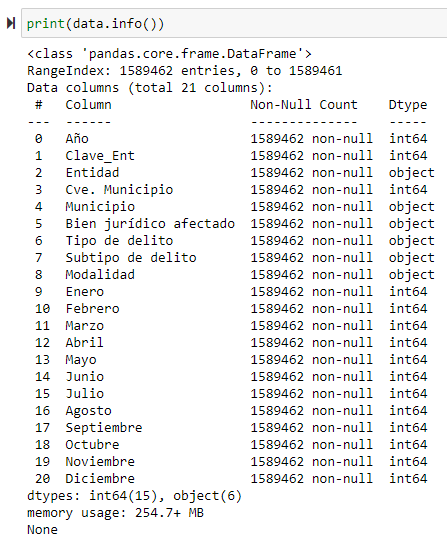 print(data.info())
<class 'pandas.core.frame.DataFrame'>
RangeIndex: 1589462 entries, 0 to 1589461
Data columns (total 21 columns):
 #   Column                  Non-Null Count    Dtype
---  ------                  --------------    -----
 0   Año                     1589462 non-null  int64
 1   Clave_Ent               1589462 non-null  int64
 2   Entidad                 1589462 non-null  object
 3   Cve. Municipio          1589462 non-null  int64
 4   Municipio               1589462 non-null  object
 5   Bien jurídico afectado  1589462 non-null  object
 6   Tipo de delito          1589462 non-null  object
 7   Subtipo de delito       1589462 non-null  object
 8   Modalidad               1589462 non-null  object
 9   Enero                   1589462 non-null  int64
 10  Febrero                 1589462 non-null  int64
 11  Marzo                   1589462 non-null  int64
 12  Abril                   1589462 non-null  int64
 13  Mayo                    1589462 non-null  int64
 14  Junio                   1589462 non-null  int64
 15  Julio                   1589462 non-null  int64
 16  Agosto                  1589462 non-null  int64
 17  Septiembre              1589462 non-null  int64
 18  Octubre                 1589462 non-null  int64
 19  Noviembre               1589462 non-null  int64
 20  Diciembre               1589462 non-null  int64
dtypes: int64(15), object(6)
memory usage: 254.7+ MB
None